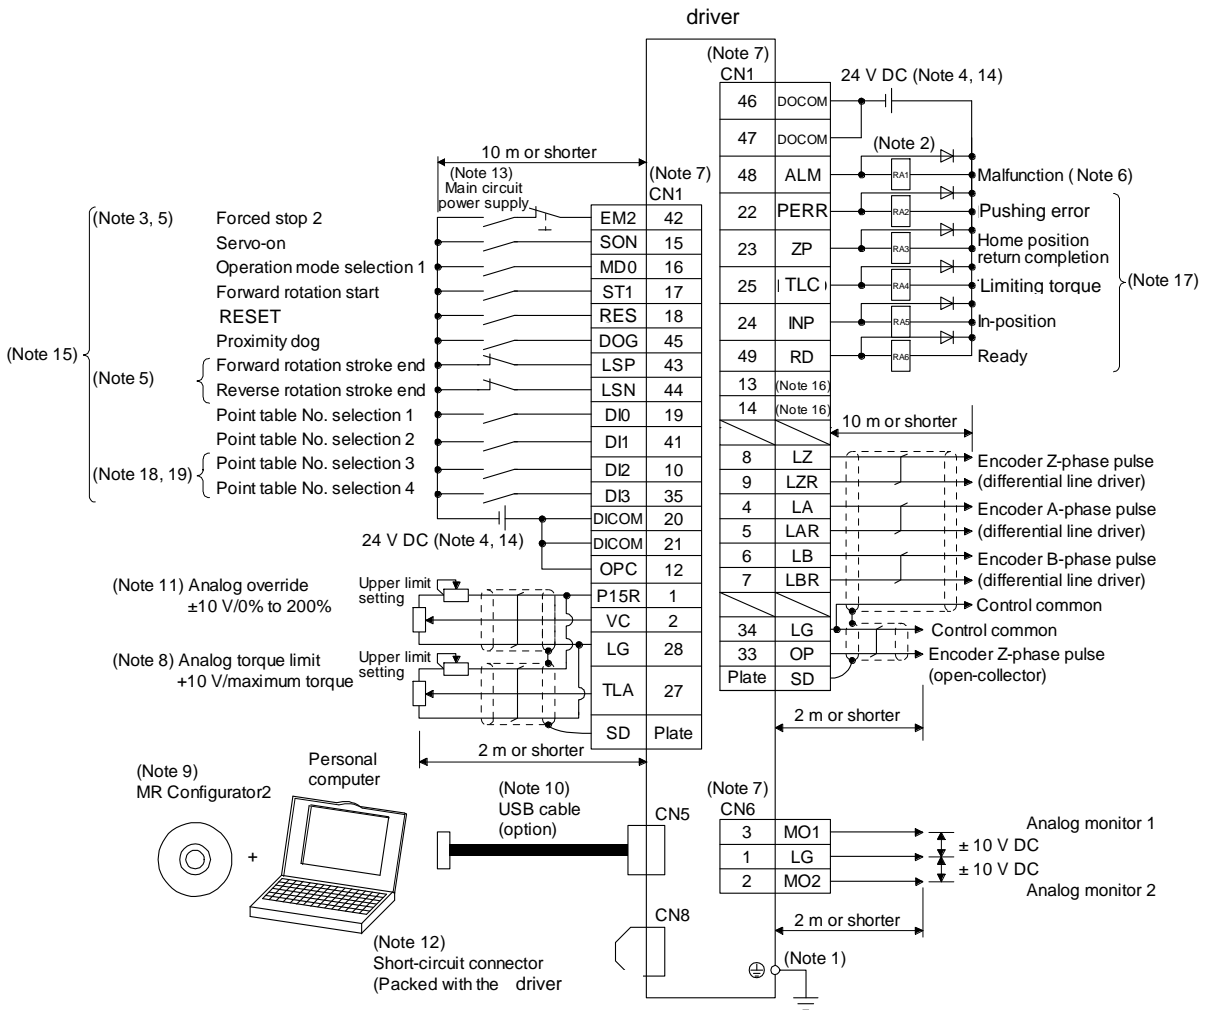 driver
(Note 7)
CN1
24 V DC (Note 4, 14)
46 DOCOM
47 DOCOM
(Note 2)
48 ALM RA1 Malfunction ( Note 6)
22 PERR RA2 Pushing error
23 ZP RA3 Home position
return completion
25 TLC RA4 Limiting torque
24 INP RA5 In-position
49 RD RA6 Ready
(Note 17)
13 (Note 16)
14 (Note 16)
10 m or shorter
8 LZ Encoder Z-phase pulse
9 LZR (differential line driver)
4 LA Encoder A-phase pulse
5 LAR (differential line driver)
6 LB Encoder B-phase pulse
7 LBR (differential line driver)
Control common
34 LG Control common
33 OP Encoder Z-phase pulse
(open-collector)
Plate SD
2 m or shorter
10 m or shorter
(Note 13)
Main circuit
power supply
(Note 7)
CN1
(Note 15)
(Note 3, 5) Forced stop 2 EM2 42
Servo-on SON 15
Operation mode selection 1 MD0 16
Forward rotation start ST1 17
RESET RES 18
Proximity dog DOG 45
(Note 5)
Forward rotation stroke end LSP 43
Reverse rotation stroke end LSN 44
Point table No. selection 1 DI0 19
Point table No. selection 2 DI1 41
(Note 18, 19)
Point table No. selection 3 DI2 10
Point table No. selection 4 DI3 35
DICOM 20
24 V DC (Note 4, 14) DICOM 21
OPC 12
(Note 11) Analog override
±10 V/0% to 200%
Upper limit
setting
P15R 1
VC 2
LG 28
(Note 8) Analog torque limit
+10 V/maximum torque
Upper limit
setting
TLA 27
SD Plate
2 m or shorter
(Note 9)
MR Configurator2
+
Personal
computer
(Note 10)
USB cable
(option)
CN5
CN8
(Note 12)
Short-circuit connector
(Packed with the driver
(Note 7)
CN6
3 MO1 Analog monitor 1
± 10 V DC
1 LG
± 10 V DC
2 MO2 Analog monitor 2
2 m or shorter
(Note 1)